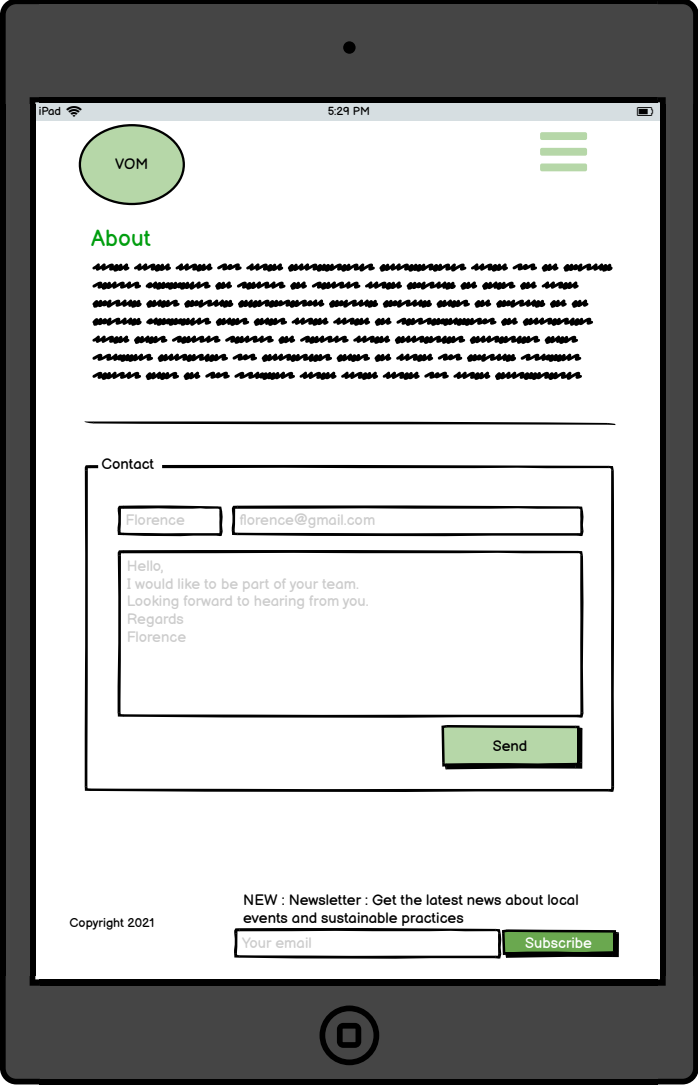 iPad
5:29 PM
VOM
About
Contact
Florence
florence@gmail.com
Hello,
I would like to be part of your team.
Looking forward to hearing from you.
Regards
Florence
Send
NEW : Newsletter : Get the latest news about local
events and sustainable practices
Copyright 2021
Your email
Subscribe